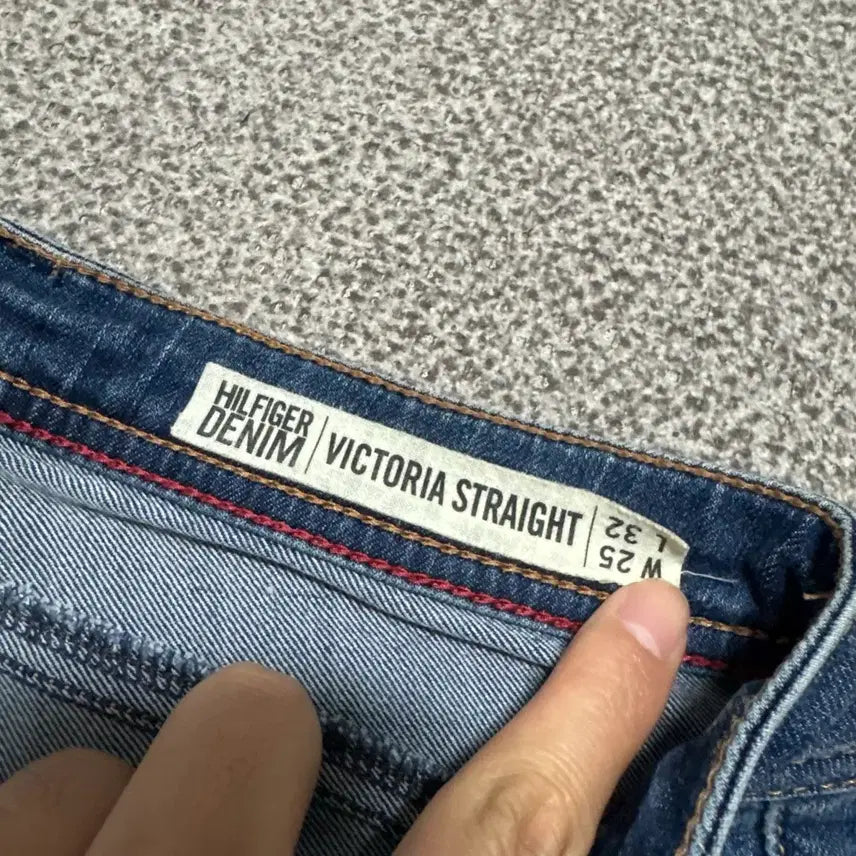 HILFIGER
DENIM
VICTORIA STRAIGHT
W 25
L 32